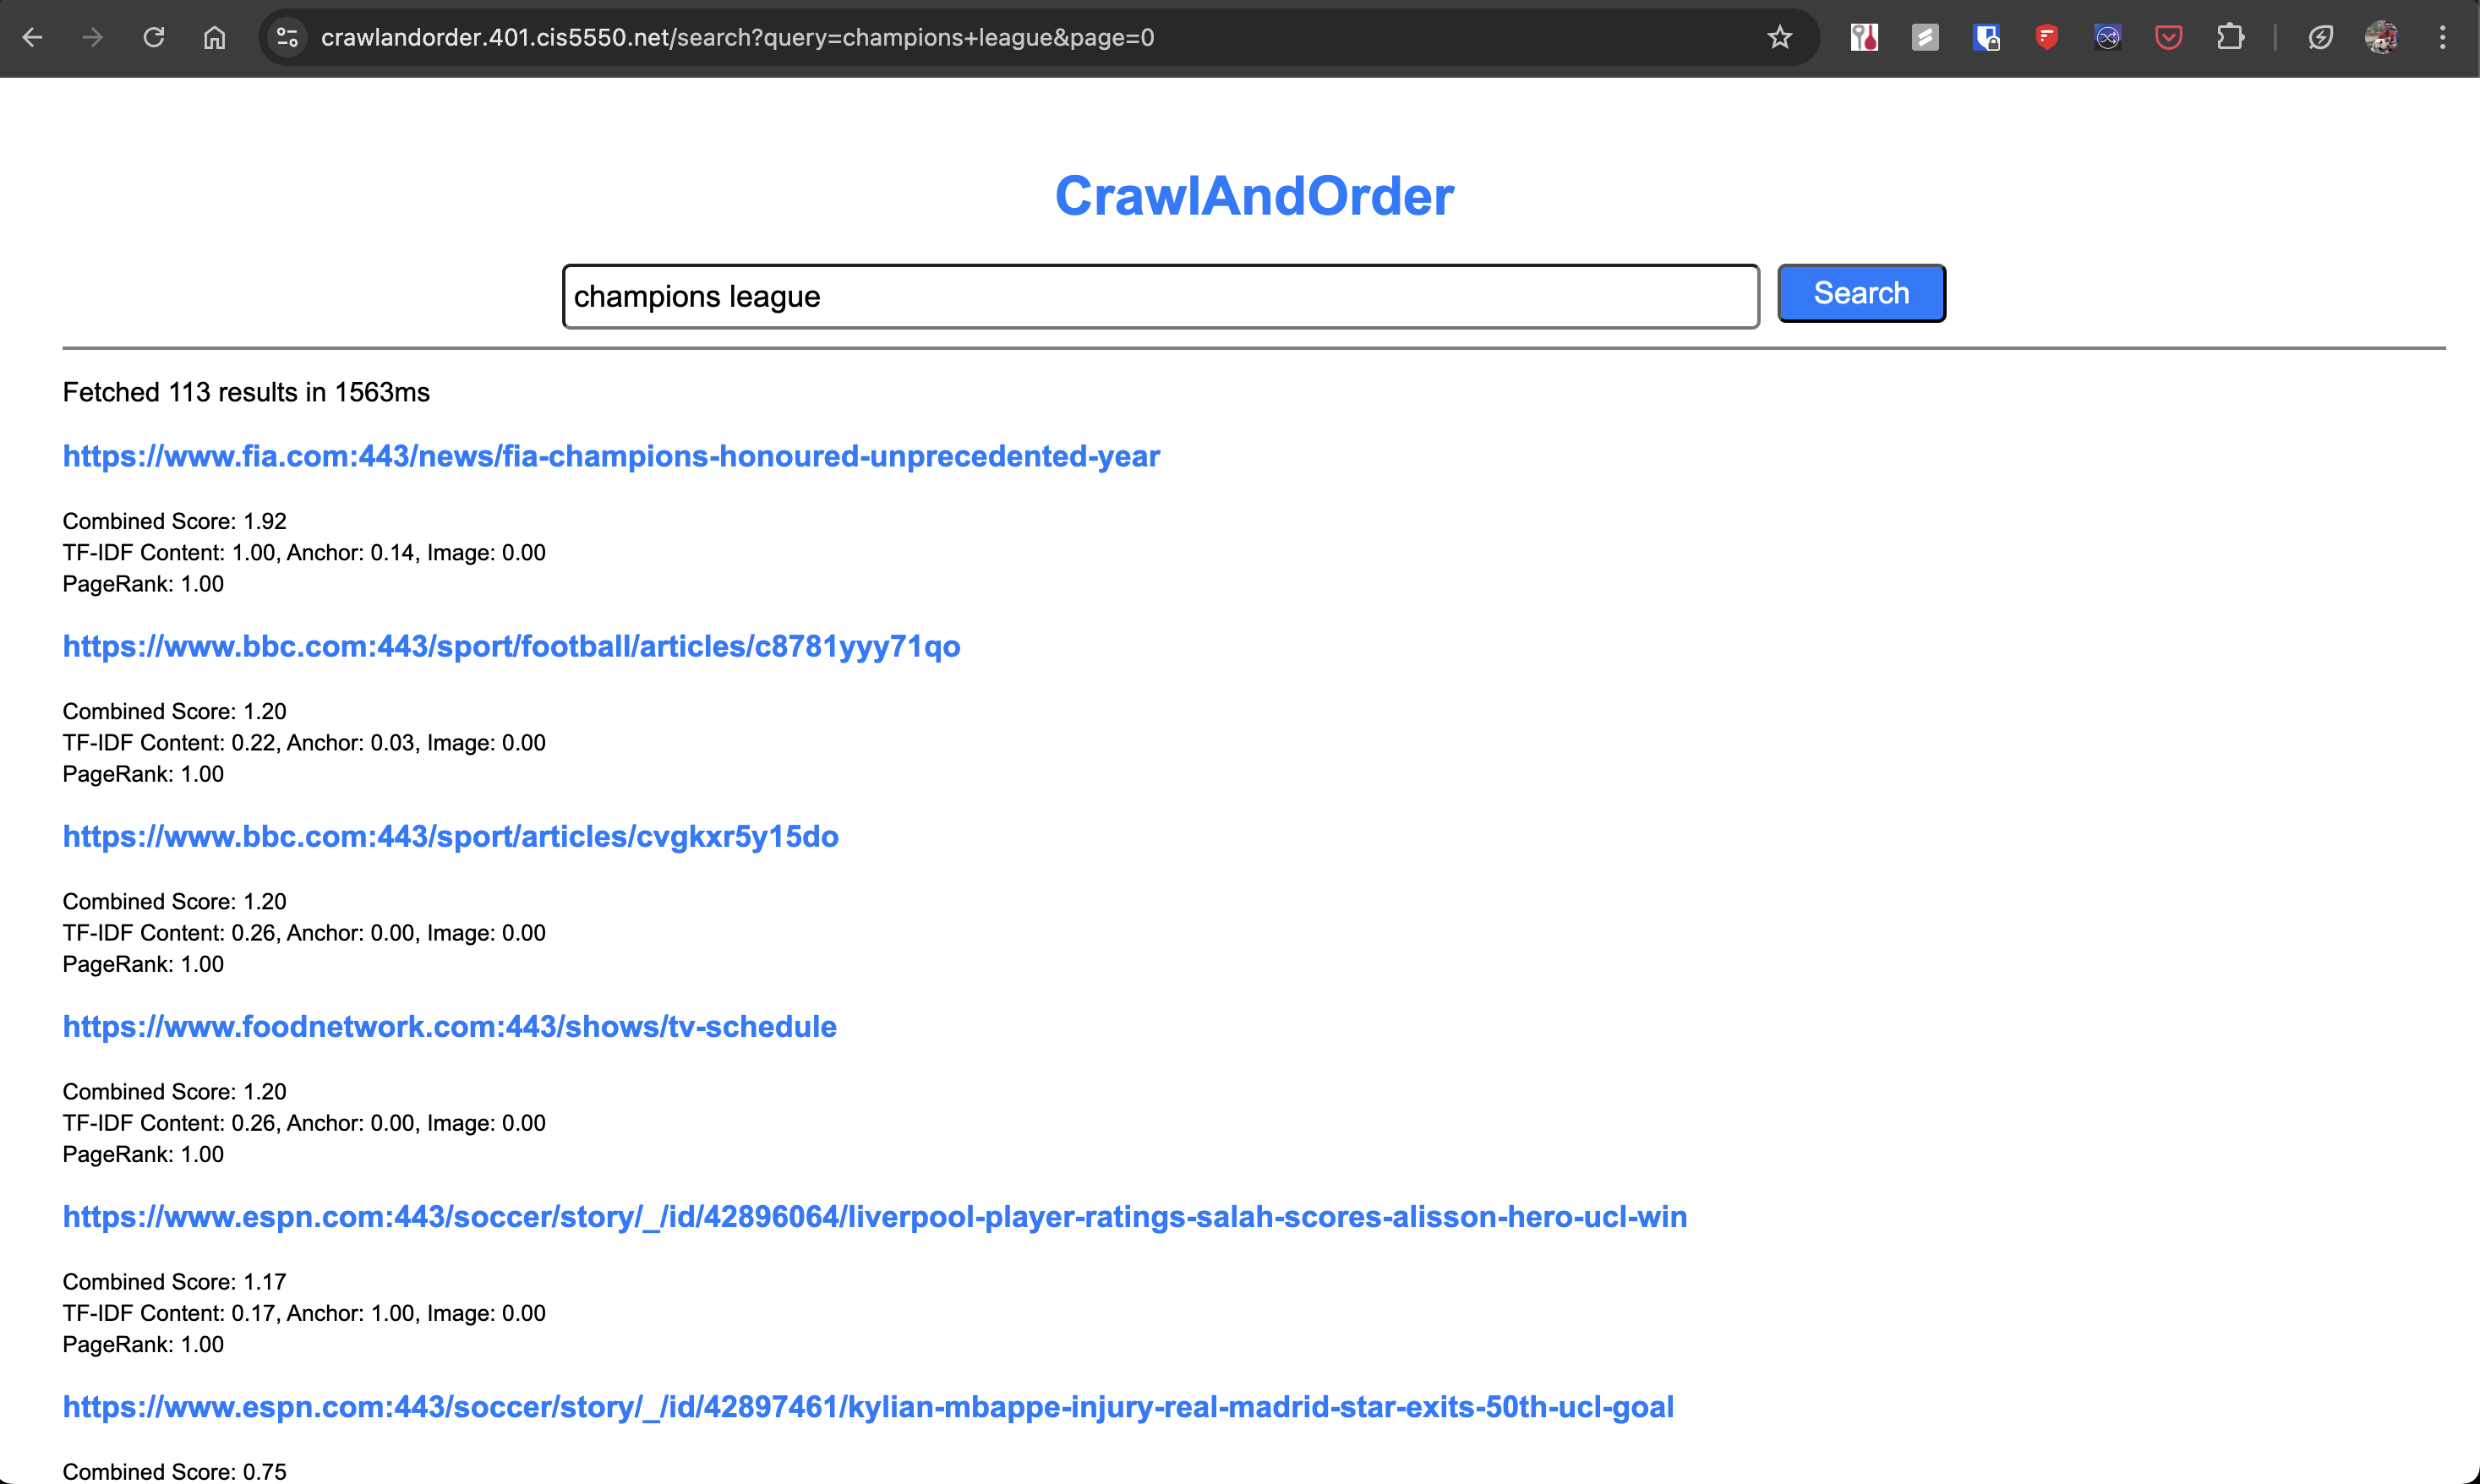 crawlandorder.401.cis5550.net/search?query=champions+league&page=0
CrawlAndOrder
champions league
Search
Fetched 113 results in 1563ms
https://www.fia.com:443/news/fia-champions-honoured-unprecedented-year
Combined Score: 1.92
TF-IDF Content: 1.00, Anchor: 0.14, Image: 0.00
PageRank: 1.00
https://www.bbc.com:443/sport/football/articles/c8781yyy71qo
Combined Score: 1.20
TF-IDF Content: 0.22, Anchor: 0.03, Image: 0.00
PageRank: 1.00
https://www.bbc.com:443/sport/articles/cvgkxr5y15do
Combined Score: 1.20
TF-IDF Content: 0.26, Anchor: 0.00, Image: 0.00
PageRank: 1.00
https://www.foodnetwork.com:443/shows/tv-schedule
Combined Score: 1.20
TF-IDF Content: 0.26, Anchor: 0.00, Image: 0.00
PageRank: 1.00
https://www.espn.com:443/soccer/story/_/id/42896064/liverpool-player-ratings-salah-scores-alisson-hero-ucl-win
Combined Score: 1.17
TF-IDF Content: 0.17, Anchor: 1.00, Image: 0.00
PageRank: 1.00
https://www.espn.com:443/soccer/story/_/id/42897461/kylian-mbappe-injury-real-madrid-star-exits-50th-ucl-goal
Combined Score: 0.75